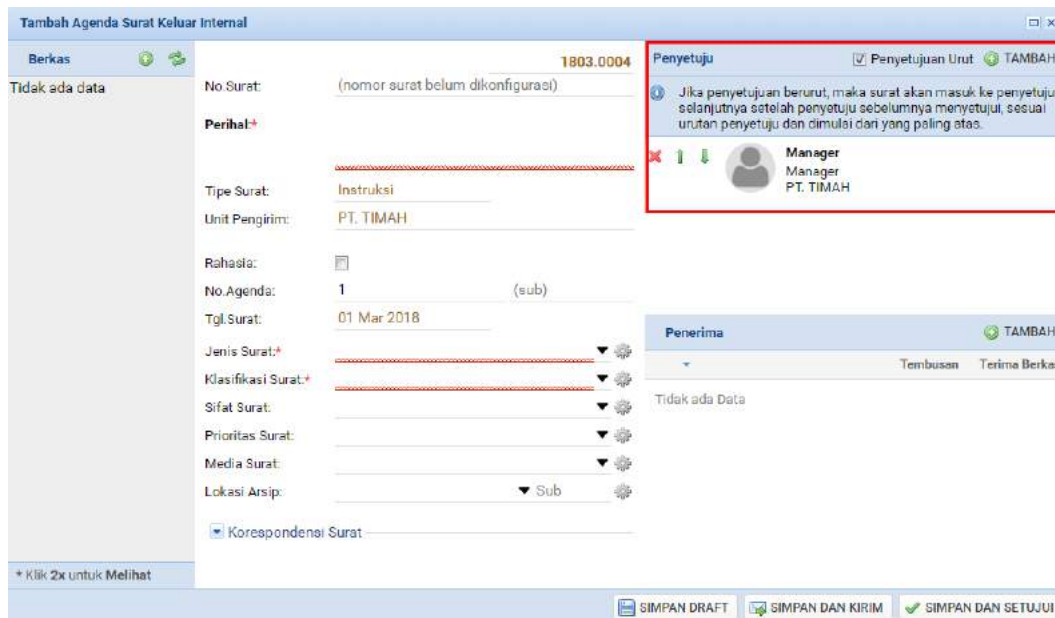 Tambah Agenda Surat Keluar Internal
Berkas
Tidak ada data
* Klik 2x untuk Melihat
1803.0004
No.Surat: (nomor surat belum dikonfigurasi)
Perihal:*
Tipe Surat: Instruksi
Unit Pengirim: PT. TIMAH
Rahasia:
No.Agenda: 1 (sub)
Tgl.Surat: 01 Mar 2018
Jenis Surat:*
Klasifikasi Surat:*
Sifat Surat:
Prioritas Surat:
Media Surat:
Lokasi Arsip: Sub
Korespondensi Surat
Penyetuju Penyetujuan Urut TAMBAH
Jika penyetujuan berurut, maka surat akan masuk ke penyetuju
selanjutnya setelah penyetuju sebelumnya menyetujui, sesuai
urutan penyetuju dan dimulai dari yang paling atas.
Manager
Manager
PT. TIMAH
Penerima TAMBAH
Tembusan Terima Berka
Tidak ada Data
SIMPAN DRAFT SIMPAN DAN KIRIM SIMPAN DAN SETUJUI